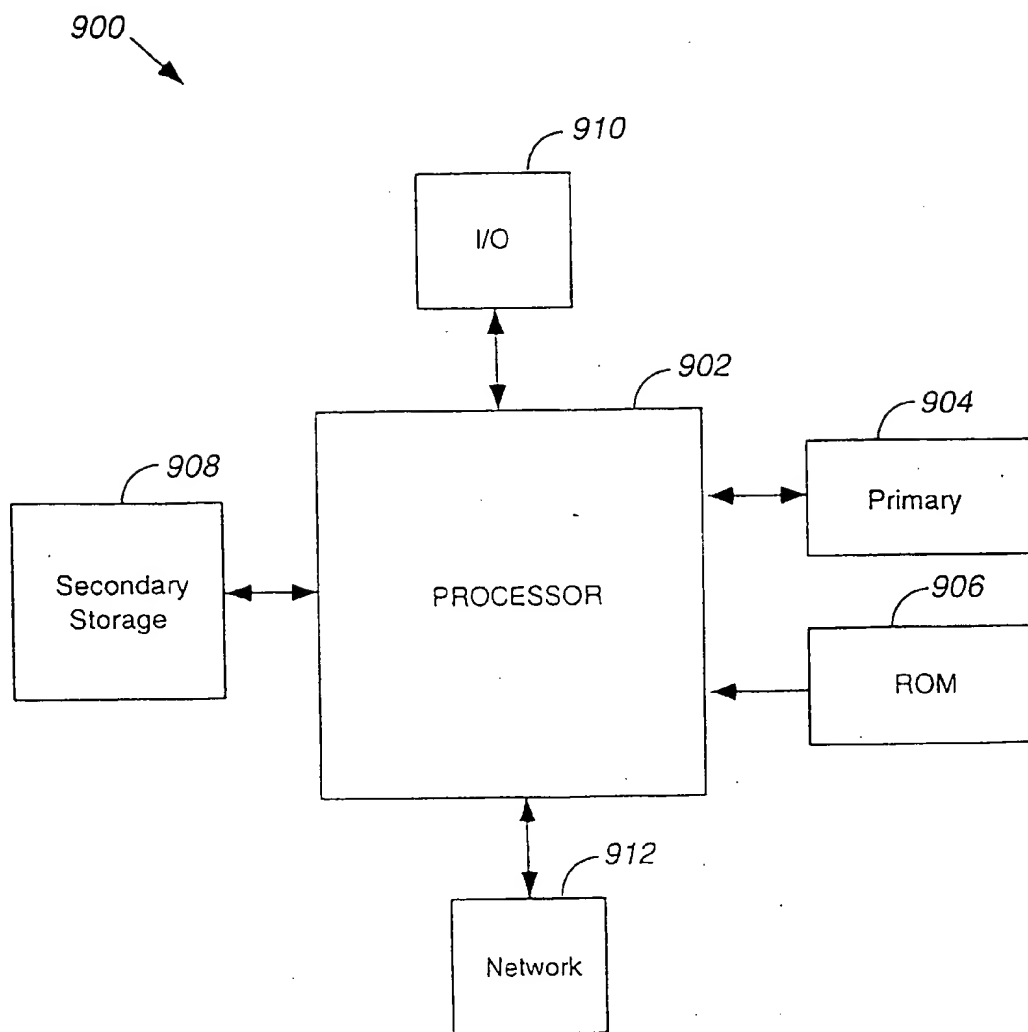 900
910
I/O
902
904
908
Primary
Secondary
Storage
PROCESSOR
906
ROM
912
Network